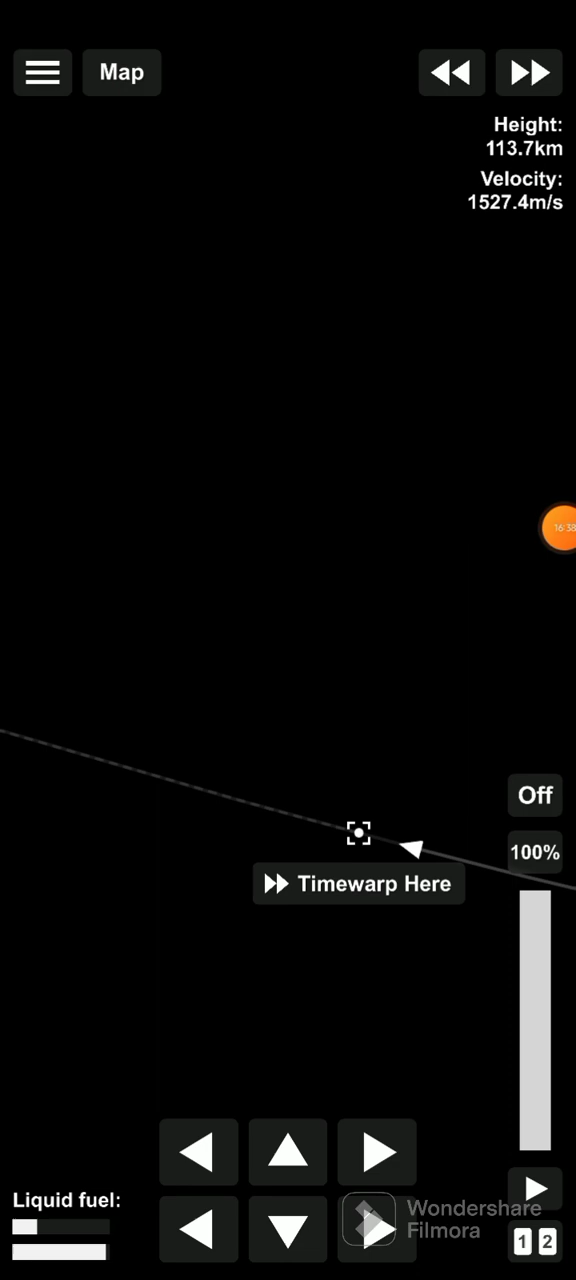 Map
Height:
113.7km
Velocity:
1527.4m/s
16:38
Off
100%
Timewarp Here
Liquid fuel:
Wondershare
Filmora
1 2